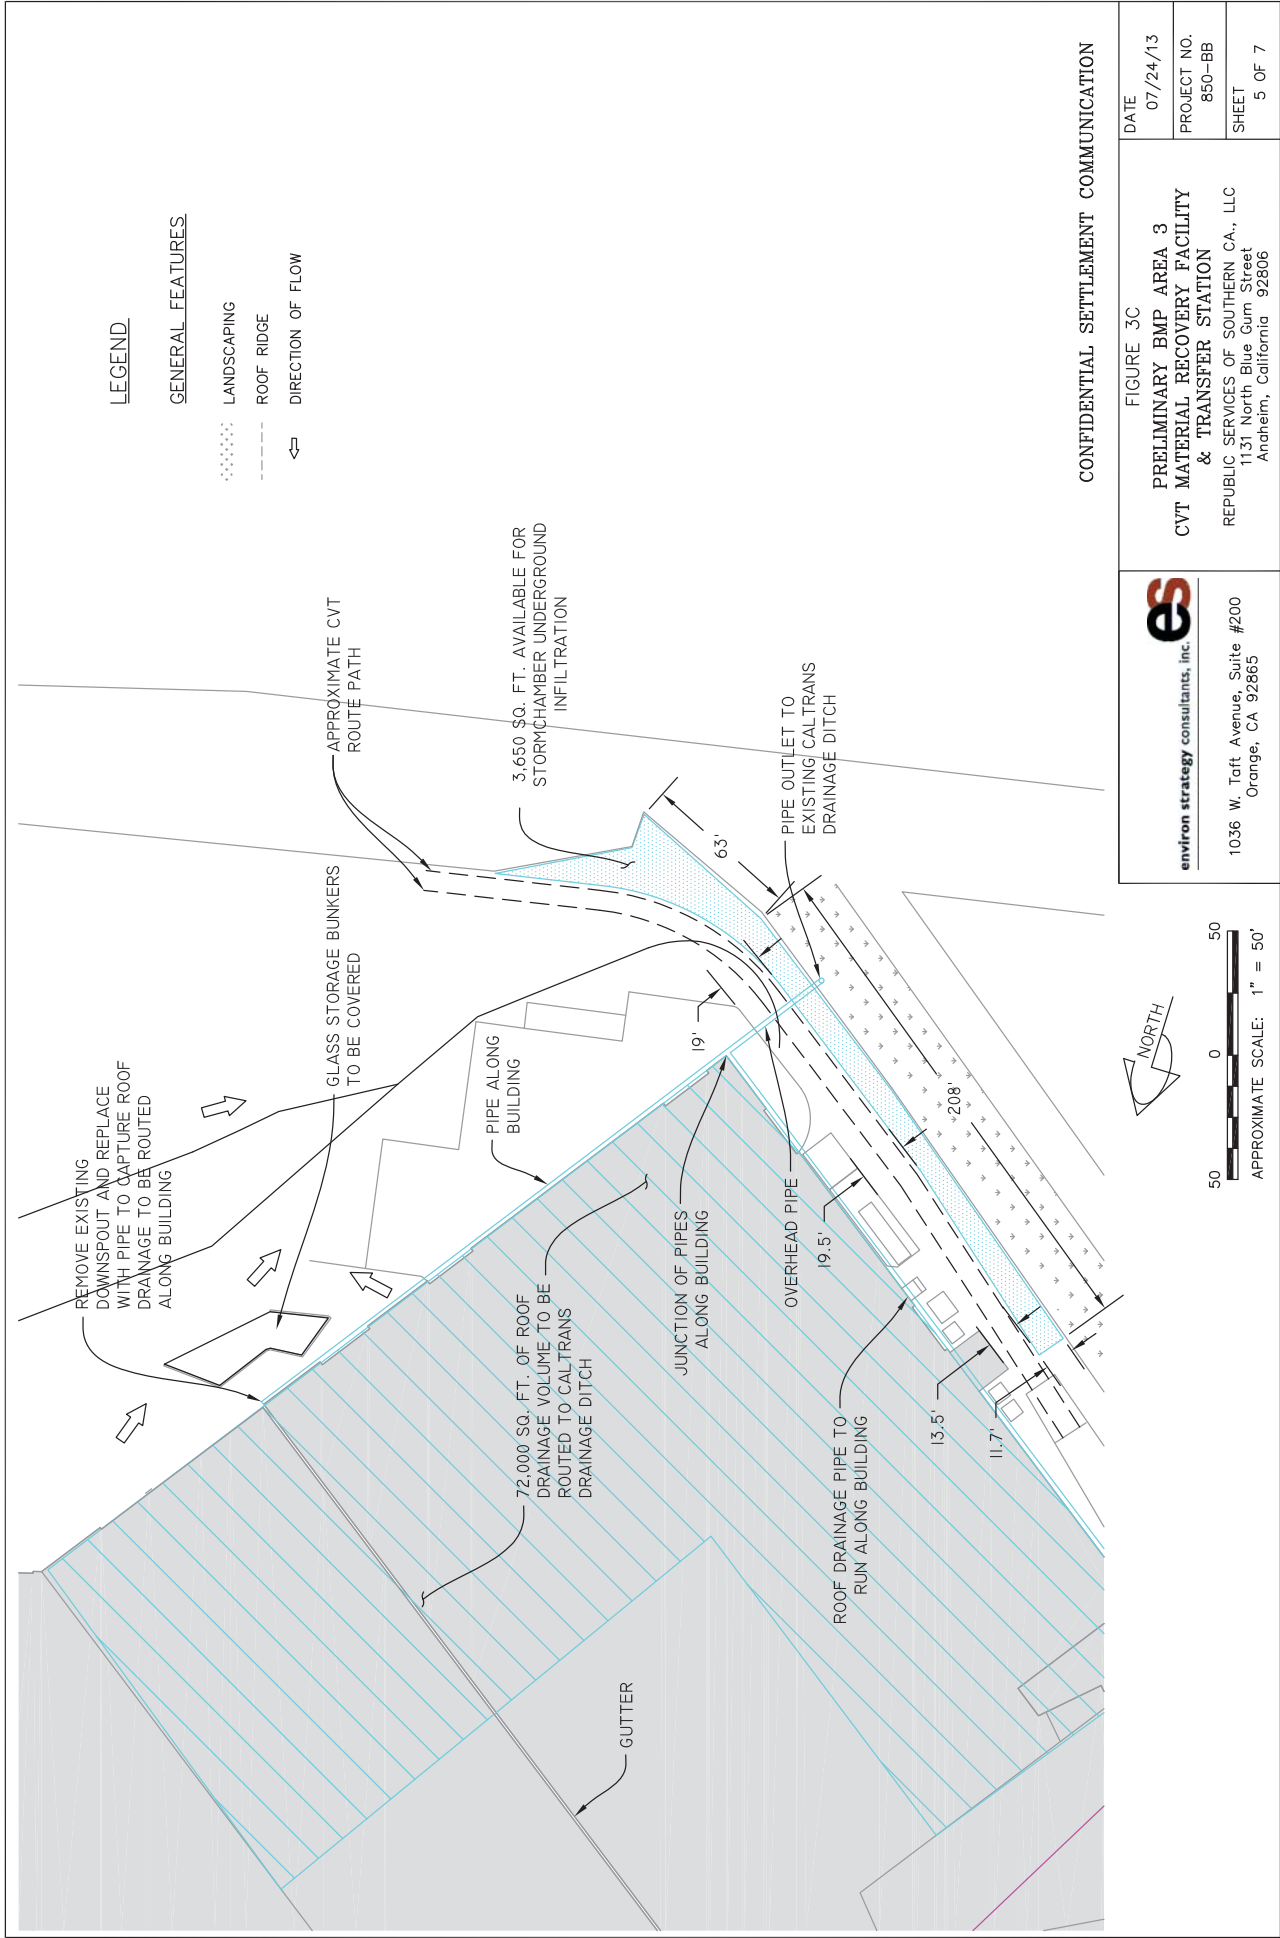 REMOVE EXISTING
DOWNSPOUT AND REPLACE
WITH PIPE TO CAPTURE ROOF
DRAINAGE TO BE ROUTED
ALONG BUILDING
GLASS STORAGE BUNKERS
TO BE COVERED
APPROXIMATE CVT
ROUTE PATH
LEGEND
GENERAL FEATURES
LANDSCAPING
ROOF RIDGE
DIRECTION OF FLOW
3,650 SQ. FT. AVAILABLE FOR
STORMCHAMBER UNDERGROUND
INFILTRATION
PIPE ALONG
BUILDING
72,000 SQ. FT. OF ROOF
DRAINAGE VOLUME TO BE
ROUTED TO CALTRANS
DRAINAGE DITCH
GUTTER
JUNCTION OF PIPES
ALONG BUILDING
19'
63'
PIPE OUTLET TO
EXISTING CALTRANS
DRAINAGE DITCH
OVERHEAD PIPE
19.5'
ROOF DRAINAGE PIPE TO
RUN ALONG BUILDING
208'
13.5'
11.7'
CONFIDENTIAL SETTLEMENT COMMUNICATION
NORTH
50
0
50
APPROXIMATE SCALE: 1" = 50'
environ strategy consultants, inc.
es
1036 W. Taft Avenue, Suite #200
Orange, CA 92865
FIGURE 3C
PRELIMINARY BMP AREA 3
CVT MATERIAL RECOVERY FACILITY
& TRANSFER STATION
REPUBLIC SERVICES OF SOUTHERN CA., LLC
1131 North Blue Gum Street
Anaheim, California 92806
DATE
07/24/13
PROJECT NO.
850-BB
SHEET
5 OF 7